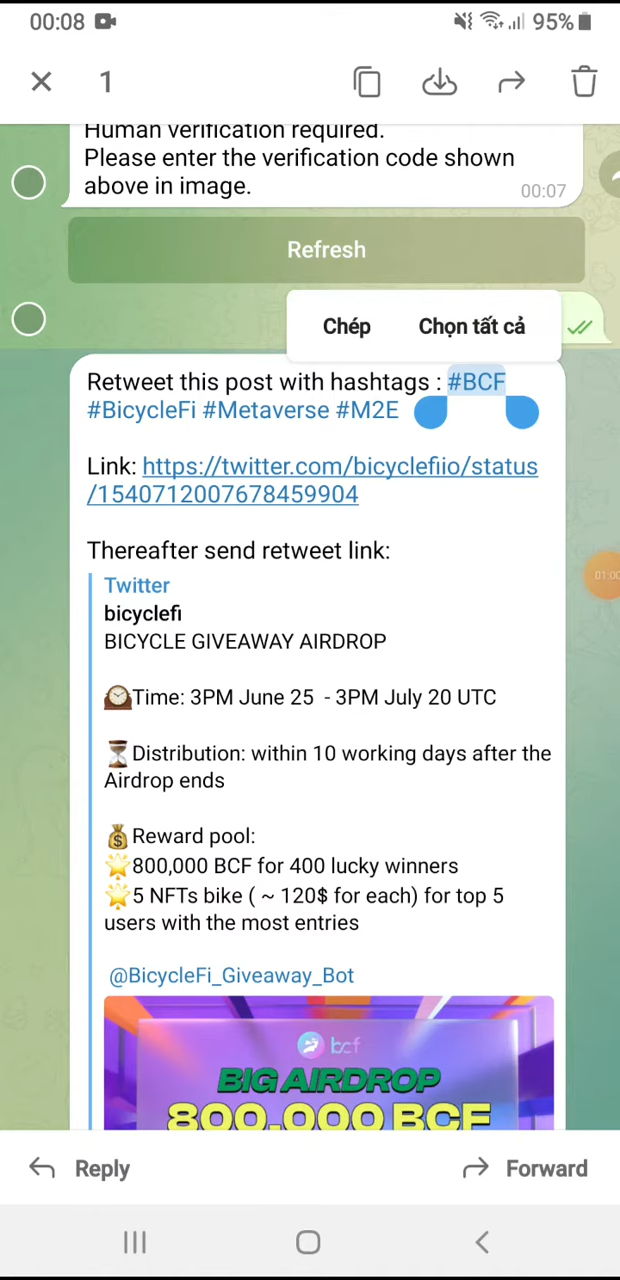 00:08
95%
1
Human verification required.
Please enter the verification code shown
above in image.
00:07
Refresh
Chép
Chọn tất cả
Retweet this post with hashtags : #BCF
#BicycleFi #Metaverse #M2E
Link: https://twitter.com/bicyclefiio/status
/1540712007678459904
Thereafter send retweet link:
01:00
Twitter
bicyclefi
BICYCLE GIVEAWAY AIRDROP
Time: 3PM June 25 - 3PM July 20 UTC
Distribution: within 10 working days after the
Airdrop ends
Reward pool:
800,000 BCF for 400 lucky winners
5 NFTs bike ( ~ 120$ for each) for top 5
users with the most entries
@BicycleFi_Giveaway_Bot
bcf
BIG AIRDROP
800.000 BCF
Reply
Forward